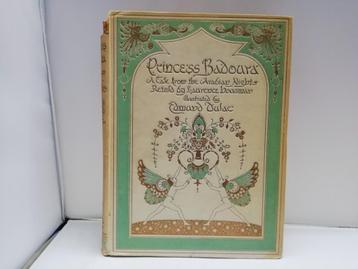 Princess Badoura
A Tale from the Arabian Nights
Retold by Laurence Housman
Illustrated by
Edmund Dulac